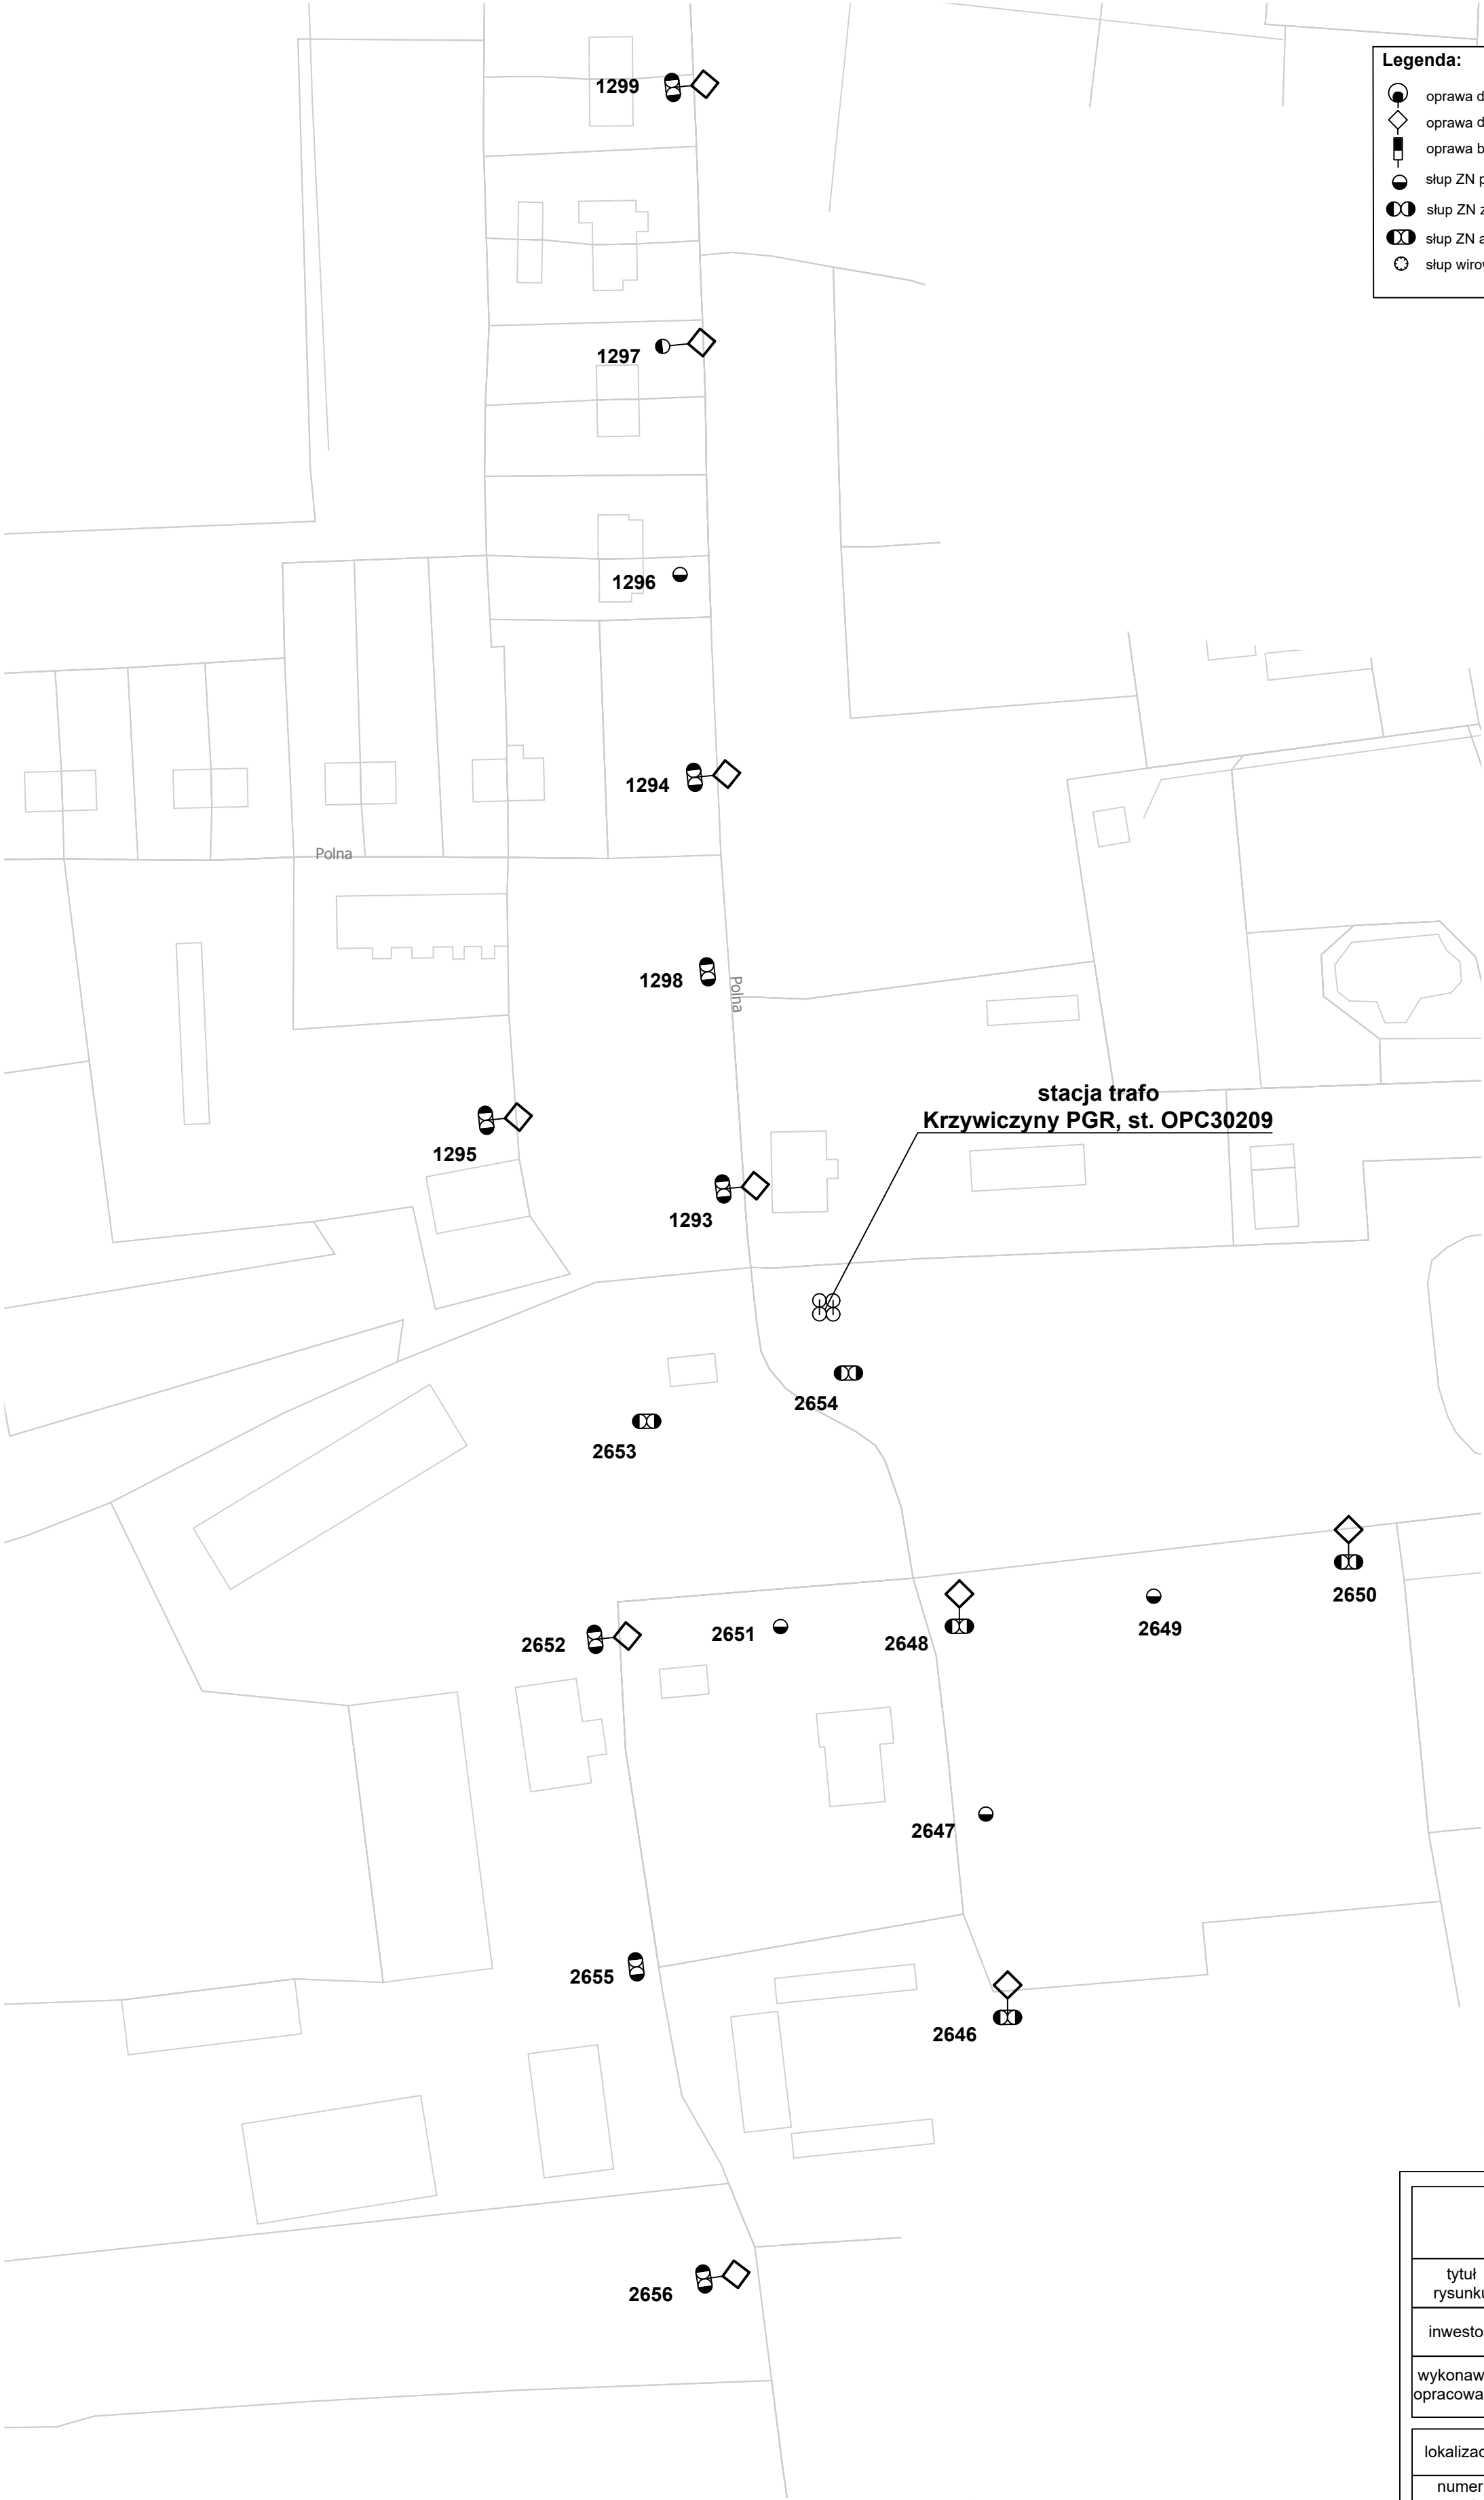 1299
Legenda:
oprawa d
oprawa d
oprawa b
słup ZN p
słup ZN z
słup ZN a
słup wirov
1297
1296
1294
Polna
1298
Polna
stacja trafo
Krzywiczyny PGR, st. OPC30209
1295
1293
2654
2653
2650
2652
2651
2648
2649
2647
2655
2646
2656
tytuł
rysunku
inwesto
wykonaw
opracowa
lokalizac
numer